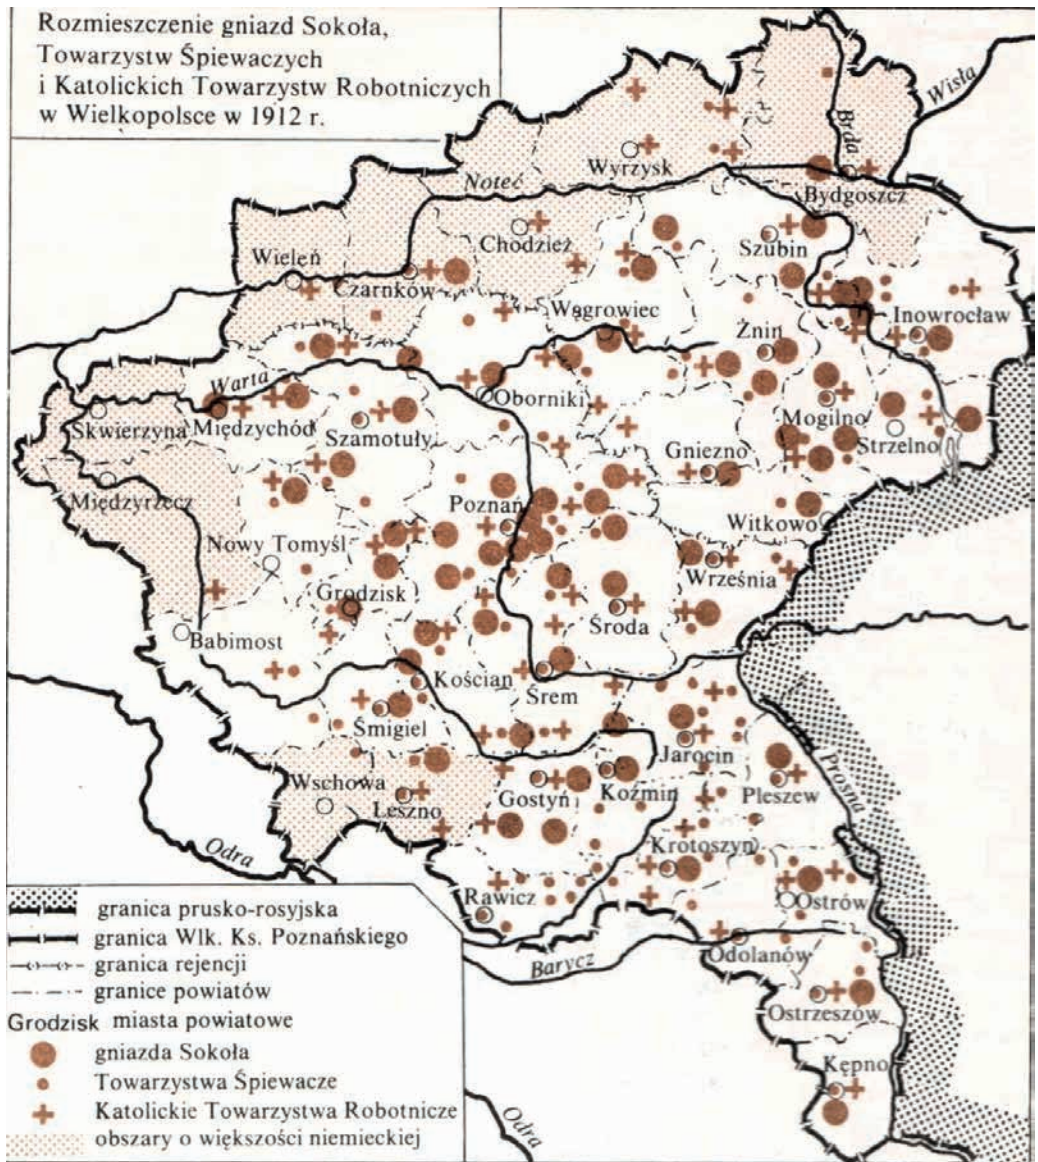 Rozmieszczenie gniazd Sokoła,
Towarzystw Śpiewaczych
i Katolickich Towarzystw Robotniczych
w Wielkopolsce w 1912 r.
Wisła
Brda
Wyrzysk
Noteć
Bydgoszcz
Chodzież
Szubin
Wieleń
Czarnków
Wągrowiec
Żnin
Inowrocław
Warta
Oborniki
Skwierzyna
Międzychód
Szamotuły
Mogilno
Strzelno
Gniezno
Międzyrzecz
Poznań
Witkowo
Nowy Tomyśl
Września
Grodzisk
Środa
Babimost
Kościan
Śrem
Śmigiel
Jarocin
Prosna
Wschowa
Leszno
Gostyń
Koźmin
Pleszew
Odra
Krotoszyn
Rawicz
Ostrów
Odolanów
Barycz
Ostrzeszów
Kępno
Odra
granica prusko-rosyjska
granica Wlk. Ks. Poznańskiego
granica rejencji
granice powiatów
Grodzisk miasta powiatowe
gniazda Sokoła
Towarzystwa Śpiewacze
Katolickie Towarzystwa Robotnicze
obszary o większości niemieckiej